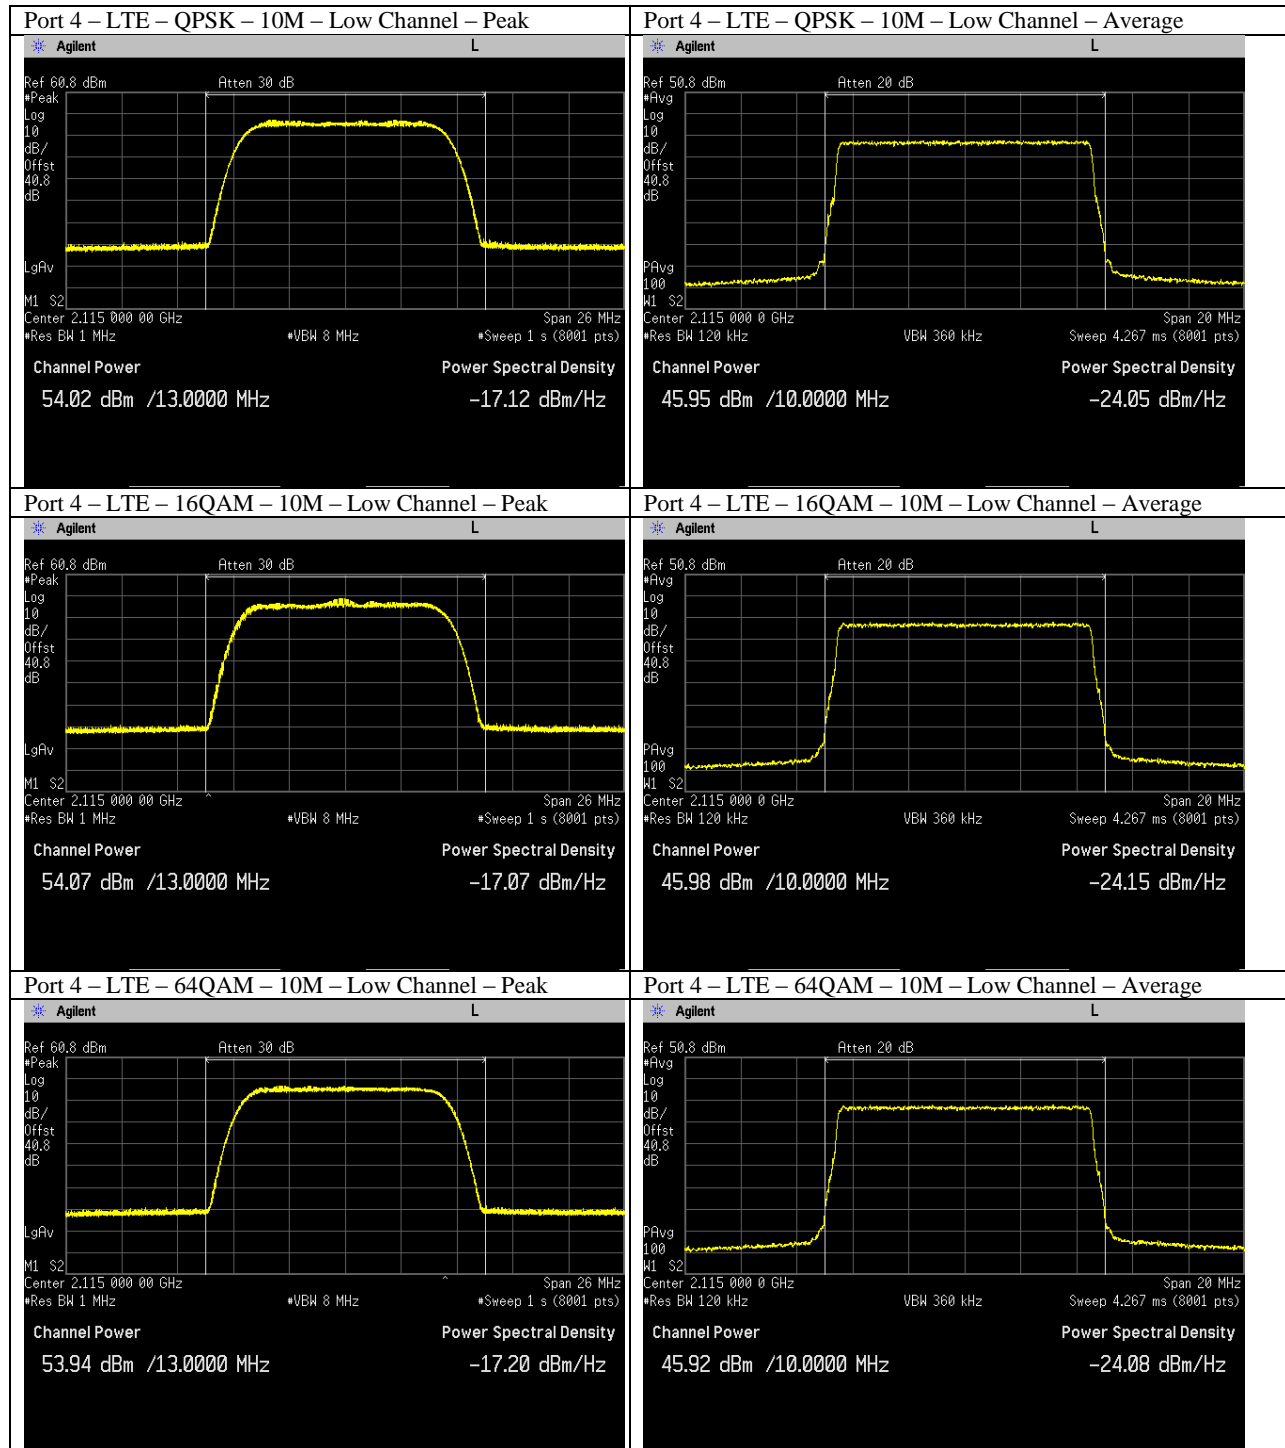 Port 4 – LTE – QPSK – 10M – Low Channel – Peak
Agilent
L
Ref 60.8 dBm
Atten 30 dB
#Peak
Log
10
dB/
Offst
40.8
dB
LgAv
M1 S2
Center 2.115 000 00 GHz
Span 26 MHz
#Res BW 1 MHz
#VBW 8 MHz
#Sweep 1 s (8001 pts)
Channel Power
Power Spectral Density
54.02 dBm /13.0000 MHz
-17.12 dBm/Hz
Port 4 – LTE – QPSK – 10M – Low Channel – Average
Agilent
L
Ref 50.8 dBm
Atten 20 dB
#Avg
Log
10
dB/
Offst
40.8
dB
PAvg
100
W1 S2
Center 2.115 000 0 GHz
Span 20 MHz
#Res BW 120 kHz
VBW 360 kHz
Sweep 4.267 ms (8001 pts)
Channel Power
Power Spectral Density
45.95 dBm /10.0000 MHz
-24.05 dBm/Hz
Port 4 – LTE – 16QAM – 10M – Low Channel – Peak
Agilent
L
Ref 60.8 dBm
Atten 30 dB
#Peak
Log
10
dB/
Offst
40.8
dB
LgAv
M1 S2
Center 2.115 000 00 GHz
Span 26 MHz
#Res BW 1 MHz
#VBW 8 MHz
#Sweep 1 s (8001 pts)
Channel Power
Power Spectral Density
54.07 dBm /13.0000 MHz
-17.07 dBm/Hz
Port 4 – LTE – 16QAM – 10M – Low Channel – Average
Agilent
L
Ref 50.8 dBm
Atten 20 dB
#Avg
Log
10
dB/
Offst
40.8
dB
PAvg
100
W1 S2
Center 2.115 000 0 GHz
Span 20 MHz
#Res BW 120 kHz
VBW 360 kHz
Sweep 4.267 ms (8001 pts)
Channel Power
Power Spectral Density
45.98 dBm /10.0000 MHz
-24.15 dBm/Hz
Port 4 – LTE – 64QAM – 10M – Low Channel – Peak
Agilent
L
Ref 60.8 dBm
Atten 30 dB
#Peak
Log
10
dB/
Offst
40.8
dB
LgAv
M1 S2
Center 2.115 000 00 GHz
Span 26 MHz
#Res BW 1 MHz
#VBW 8 MHz
#Sweep 1 s (8001 pts)
Channel Power
Power Spectral Density
53.94 dBm /13.0000 MHz
-17.20 dBm/Hz
Port 4 – LTE – 64QAM – 10M – Low Channel – Average
Agilent
L
Ref 50.8 dBm
Atten 20 dB
#Avg
Log
10
dB/
Offst
40.8
dB
PAvg
100
W1 S2
Center 2.115 000 0 GHz
Span 20 MHz
#Res BW 120 kHz
VBW 360 kHz
Sweep 4.267 ms (8001 pts)
Channel Power
Power Spectral Density
45.92 dBm /10.0000 MHz
-24.08 dBm/Hz